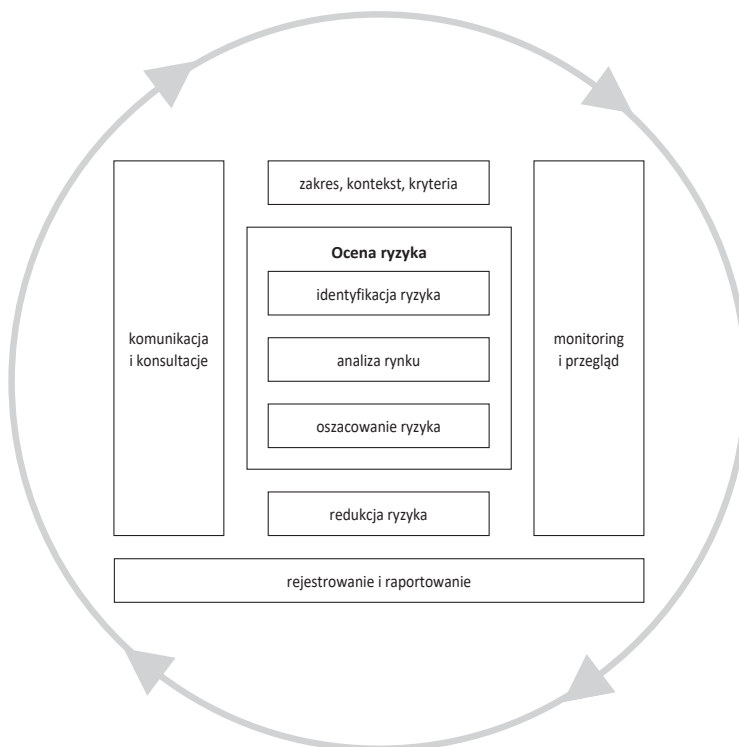 zakres, kontekst, kryteria
Ocena ryzyka
identyfikacja ryzyka
komunikacja
i konsultacje
analiza rynku
monitoring
i przegląd
oszacowanie ryzyka
redukcja ryzyka
rejestrowanie i raportowanie